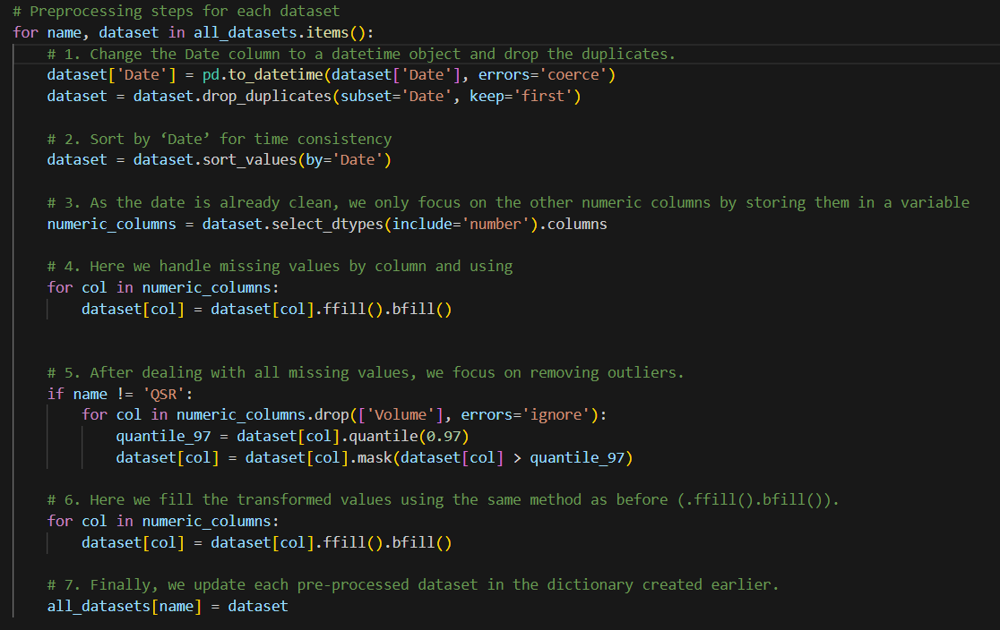 # Preprocessing steps for each dataset
for name, dataset in all_datasets.items():
    # 1. Change the Date column to a datetime object and drop the duplicates.
    dataset['Date'] = pd.to_datetime(dataset['Date'], errors='coerce')
    dataset = dataset.drop_duplicates(subset='Date', keep='first')

    # 2. Sort by ‘Date’ for time consistency
    dataset = dataset.sort_values(by='Date')

    # 3. As the date is already clean, we only focus on the other numeric columns by storing them in a variable
    numeric_columns = dataset.select_dtypes(include='number').columns

    # 4. Here we handle missing values by column and using
    for col in numeric_columns:
        dataset[col] = dataset[col].ffill().bfill()


    # 5. After dealing with all missing values, we focus on removing outliers.
    if name != 'QSR':
        for col in numeric_columns.drop(['Volume'], errors='ignore'):
            quantile_97 = dataset[col].quantile(0.97)
            dataset[col] = dataset[col].mask(dataset[col] > quantile_97)

    # 6. Here we fill the transformed values using the same method as before (.ffill().bfill()).
    for col in numeric_columns:
        dataset[col] = dataset[col].ffill().bfill()

    # 7. Finally, we update each pre-processed dataset in the dictionary created earlier.
    all_datasets[name] = dataset